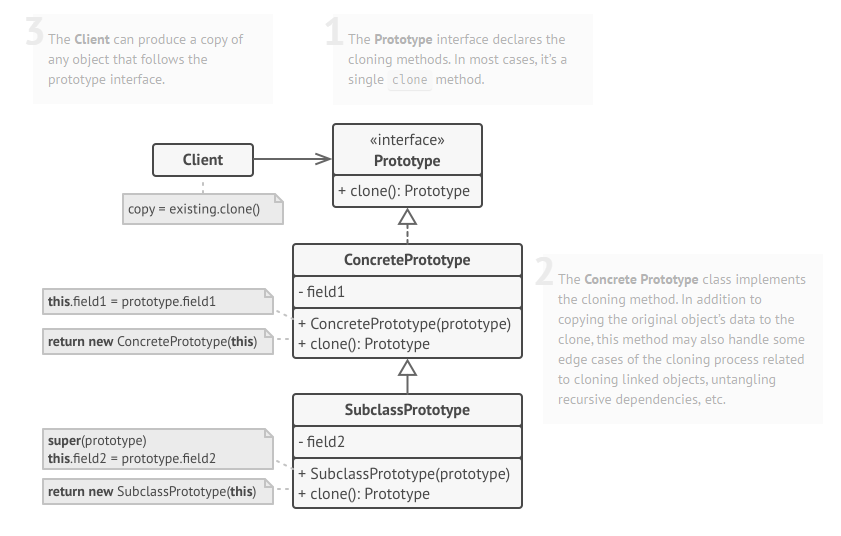 3
The Client can produce a copy of
any object that follows the
prototype interface.
1
The Prototype interface declares the
cloning methods. In most cases, it's a
single clone method.
Client
copy = existing.clone()
«interface»
Prototype
+ clone(): Prototype
ConcretePrototype
- field1
+ ConcretePrototype(prototype)
+ clone(): Prototype
this.field1 = prototype.field1
return new ConcretePrototype(this)
2
The Concrete Prototype class implements
the cloning method. In addition to
copying the original object's data to the
clone, this method may also handle some
edge cases of the cloning process related
to cloning linked objects, untangling
recursive dependencies, etc.
SubclassPrototype
- field2
+ SubclassPrototype(prototype)
+ clone(): Prototype
super(prototype)
this.field2 = prototype.field2
return new SubclassPrototype(this)